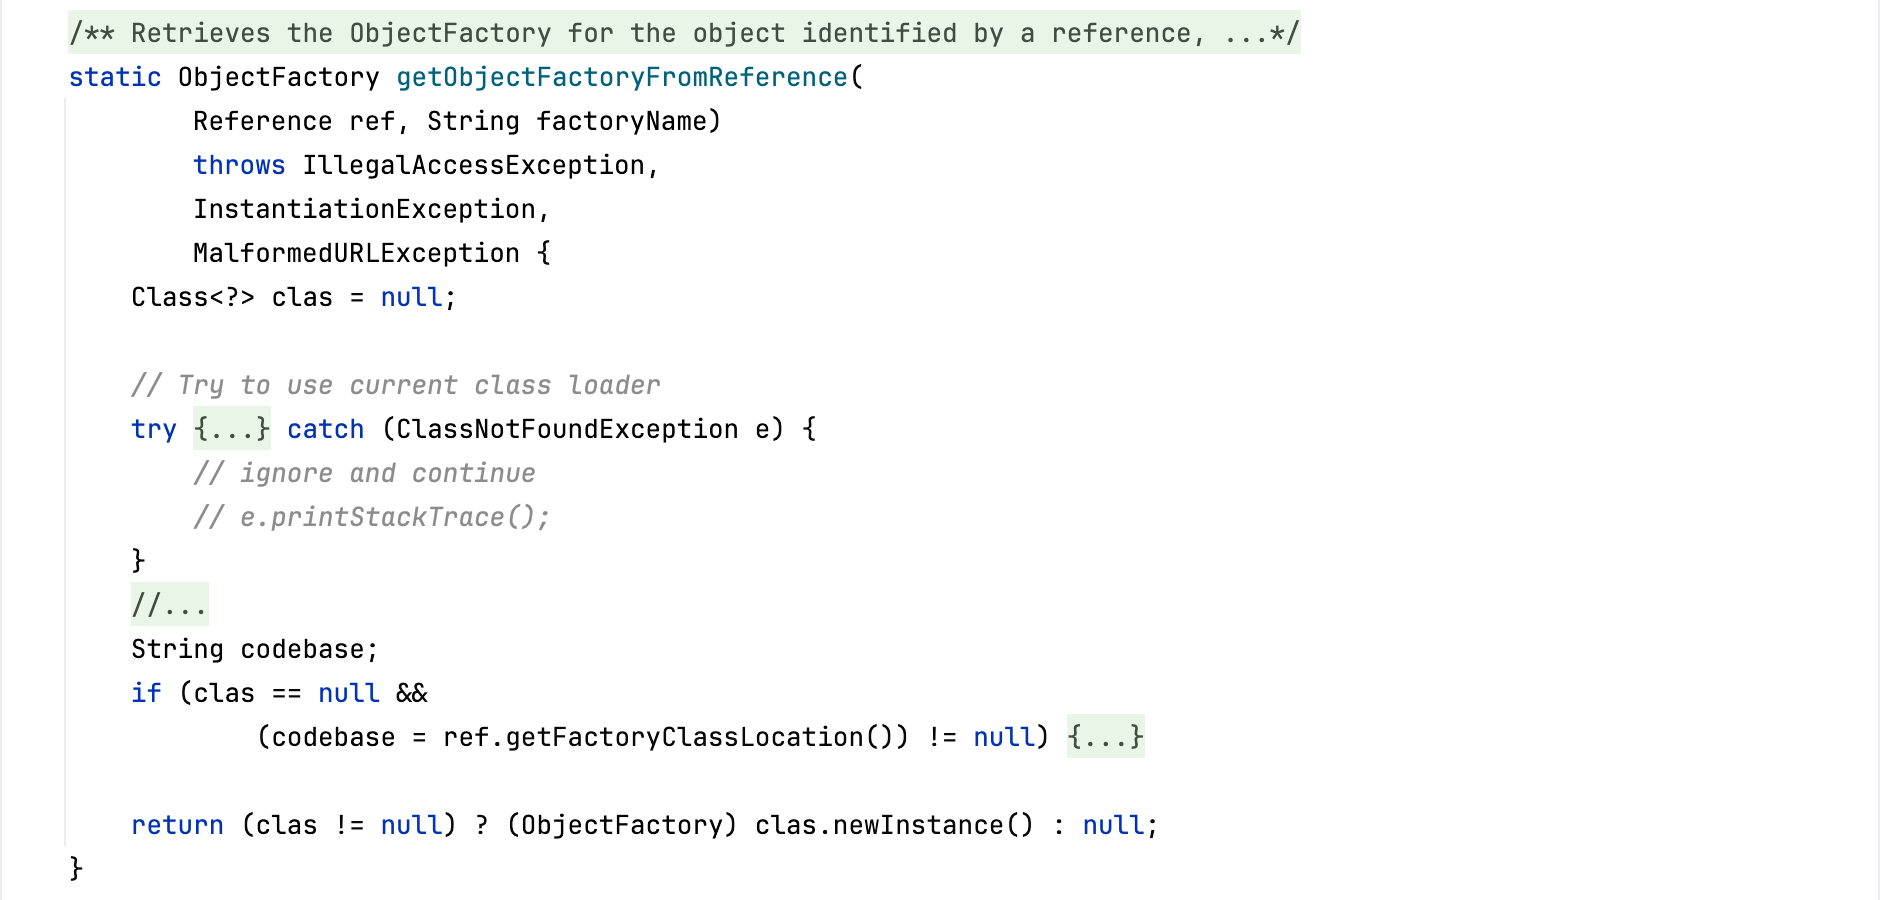 /** Retrieves the ObjectFactory for the object identified by a reference, ...*/
static ObjectFactory getObjectFactoryFromReference(
        Reference ref, String factoryName)
        throws IllegalAccessException,
        InstantiationException,
        MalformedURLException {
    Class<?> clas = null;
    // Try to use current class loader
    try {...} catch (ClassNotFoundException e) {
        // ignore and continue
        // e.printStackTrace();
    }
    //...
    String codebase;
    if (clas == null &&
            (codebase = ref.getFactoryClassLocation()) != null) {...}
    return (clas != null) ? (ObjectFactory) clas.newInstance() : null;
}